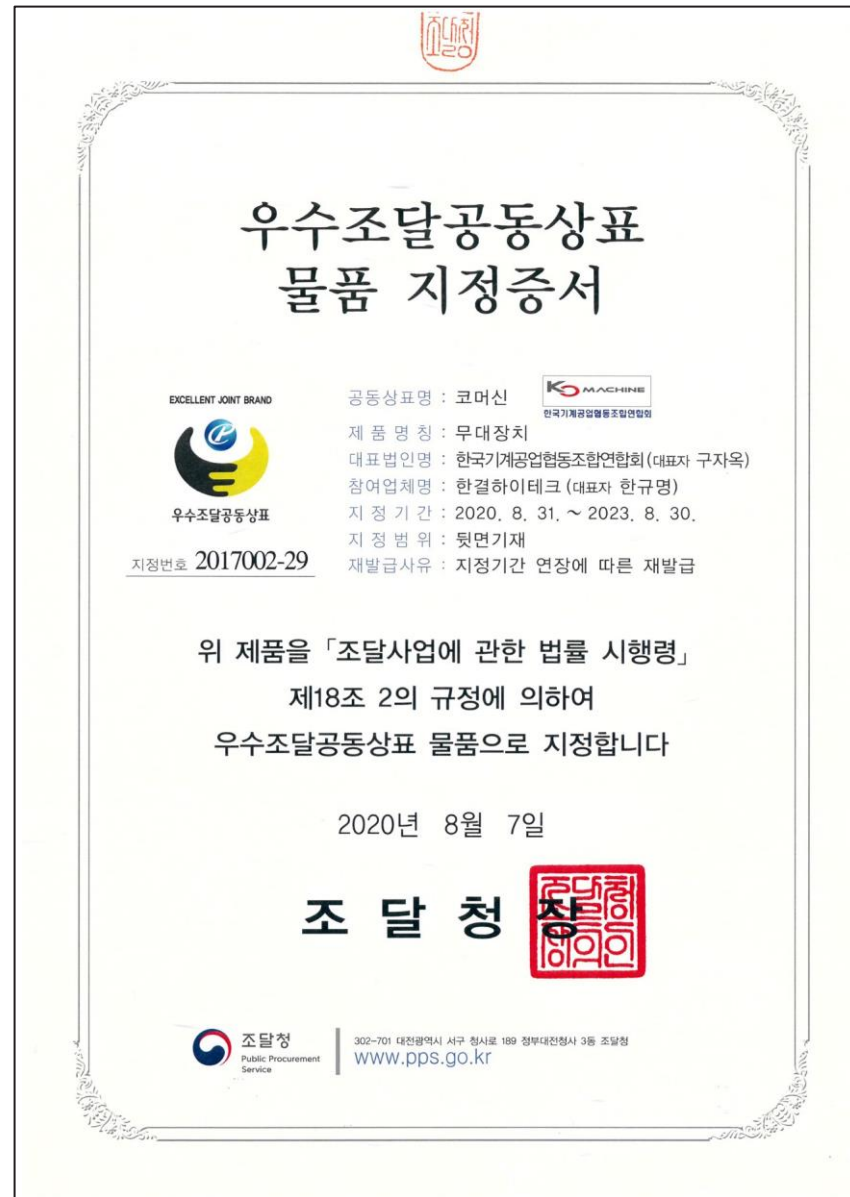 우수조달공동상표
물품 지정증서
EXCELLENT JOINT BRAND
우수조달공동상표
지정번호 2017002-29
공동상표명 : 코머신
KO MACHINE
한국기계공업협동조합연합회
제 품 명 칭 : 무대장치
대표법인명 : 한국기계공업협동조합연합회 (대표자 구자옥)
참여업체명 : 한결하이테크 (대표자 한규명)
지 정 기 간 : 2020. 8. 31. ~ 2023. 8. 30.
지 정 범 위 : 뒷면기재
재발급사유 : 지정기간 연장에 따른 재발급
위 제품을 「조달사업에 관한 법률 시행령」
제18조 2의 규정에 의하여
우수조달공동상표 물품으로 지정합니다
2020년 8월 7일
조 달 청 장
조달청
Public Procurement
Service
302-701 대전광역시 서구 청사로 189 정부대전청사 3동 조달청
www.pps.go.kr